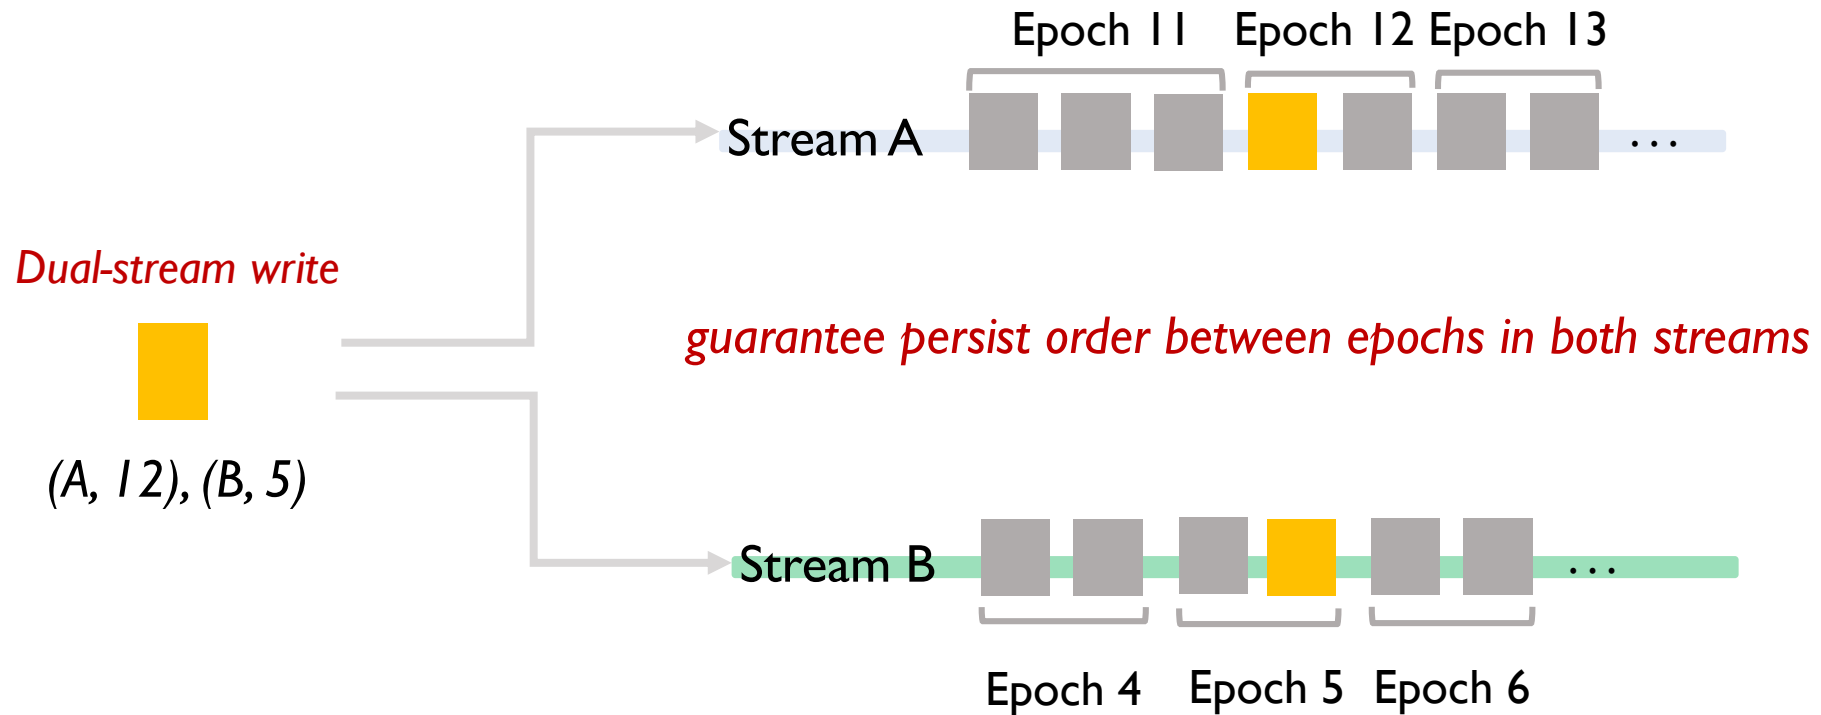 Epoch 11 Epoch 12 Epoch 13
Stream A ...
Dual-stream write
guarantee persist order between epochs in both streams
(A, 12), (B, 5)
Stream B ...
Epoch 4 Epoch 5 Epoch 6